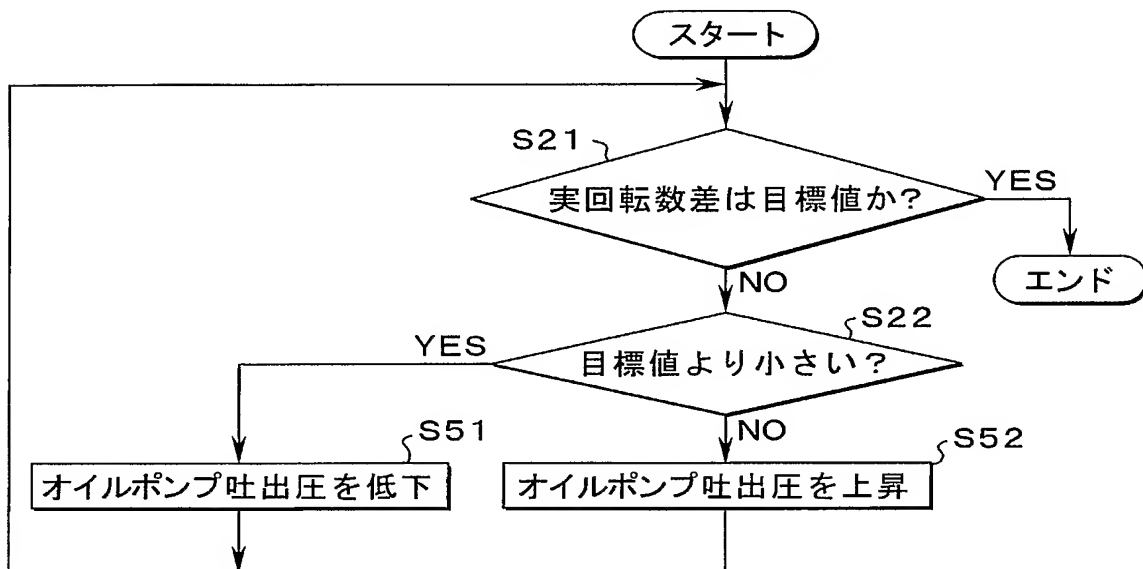 スタート
S21
実回転数差は目標値か?
YES
エンド
NO
S22
YES
目標値より小さい?
NO
S51
S52
オイルポンプ吐出圧を低下
オイルポンプ吐出圧を上昇